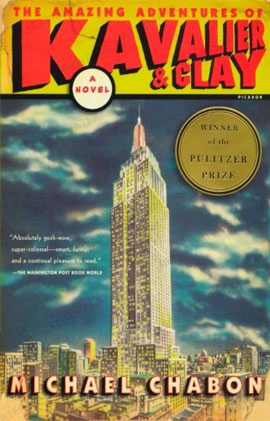 THE AMAZING ADVENTURES OF
KAVALIER
& CLAY
A
NOVEL
PICADOR
WINNER
of the
PULITZER
PRIZE
"Absolutely gosh-wow,
super-colossal—smart, funny,
and a continual pleasure to read."
—THE WASHINGTON POST BOOK WORLD
MICHAEL CHABON